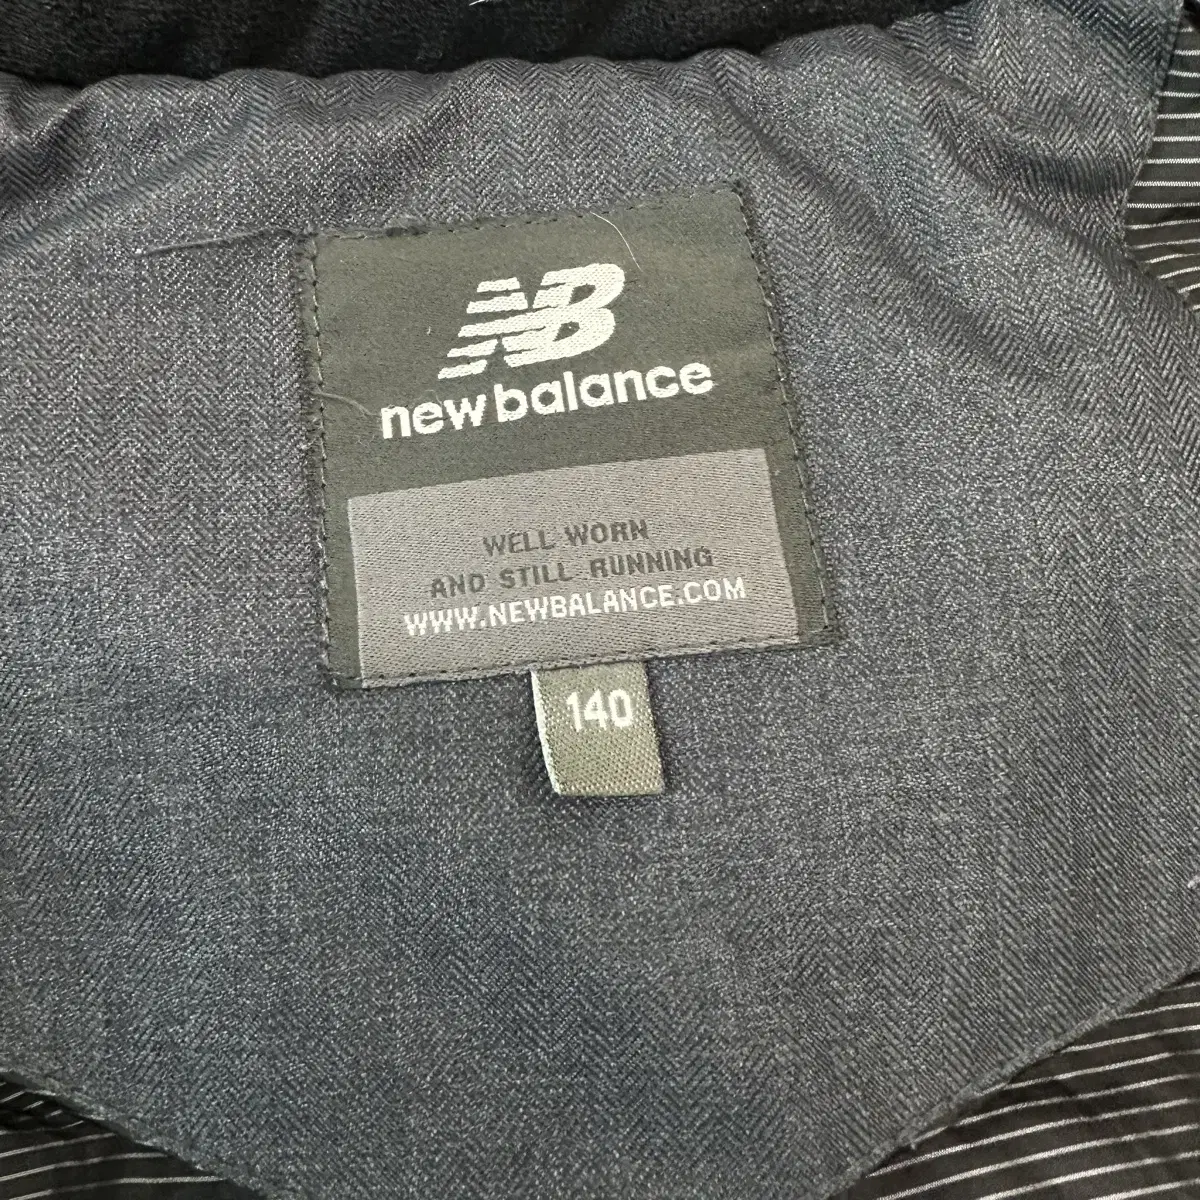 NB
new balance
WELL WORN
AND STILL RUNNING
WWW.NEWBALANCE.COM
140